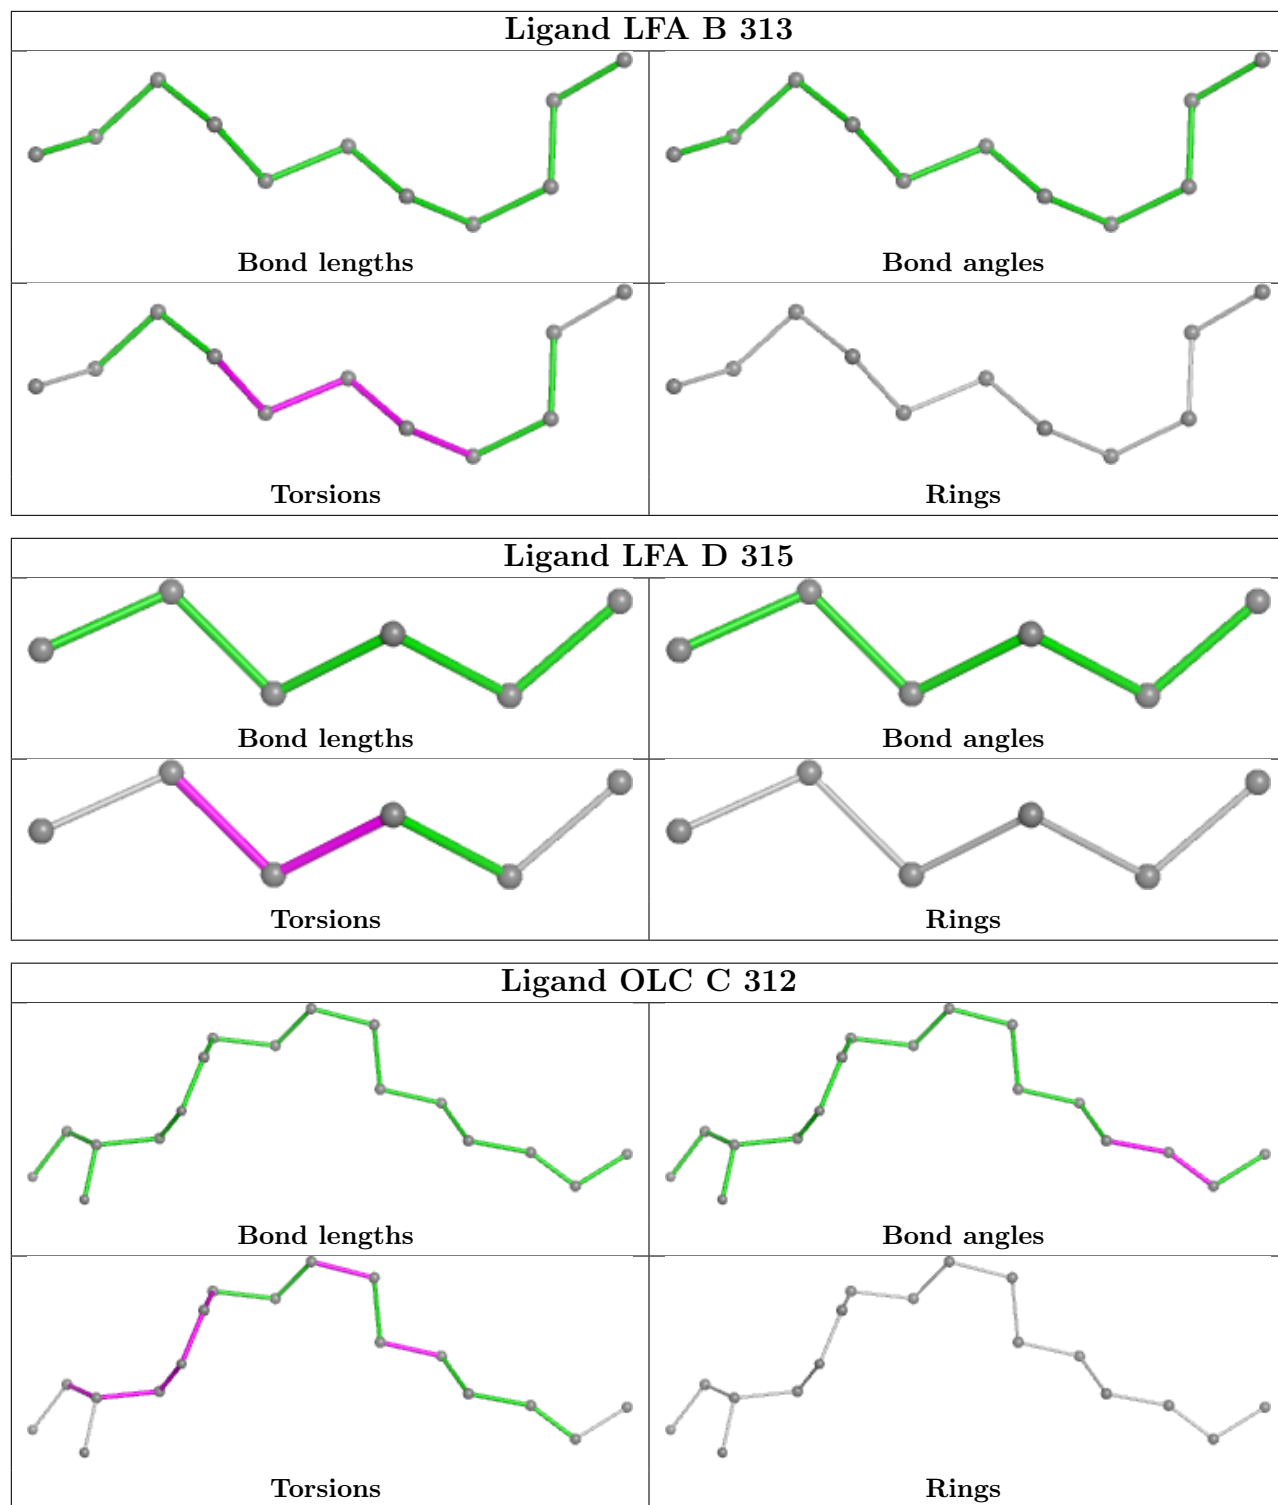 Ligand LFA B 313
Bond lengths
Bond angles
Torsions
Rings
Ligand LFA D 315
Bond lengths
Bond angles
Torsions
Rings
Ligand OLC C 312
Bond lengths
Bond angles
Torsions
Rings